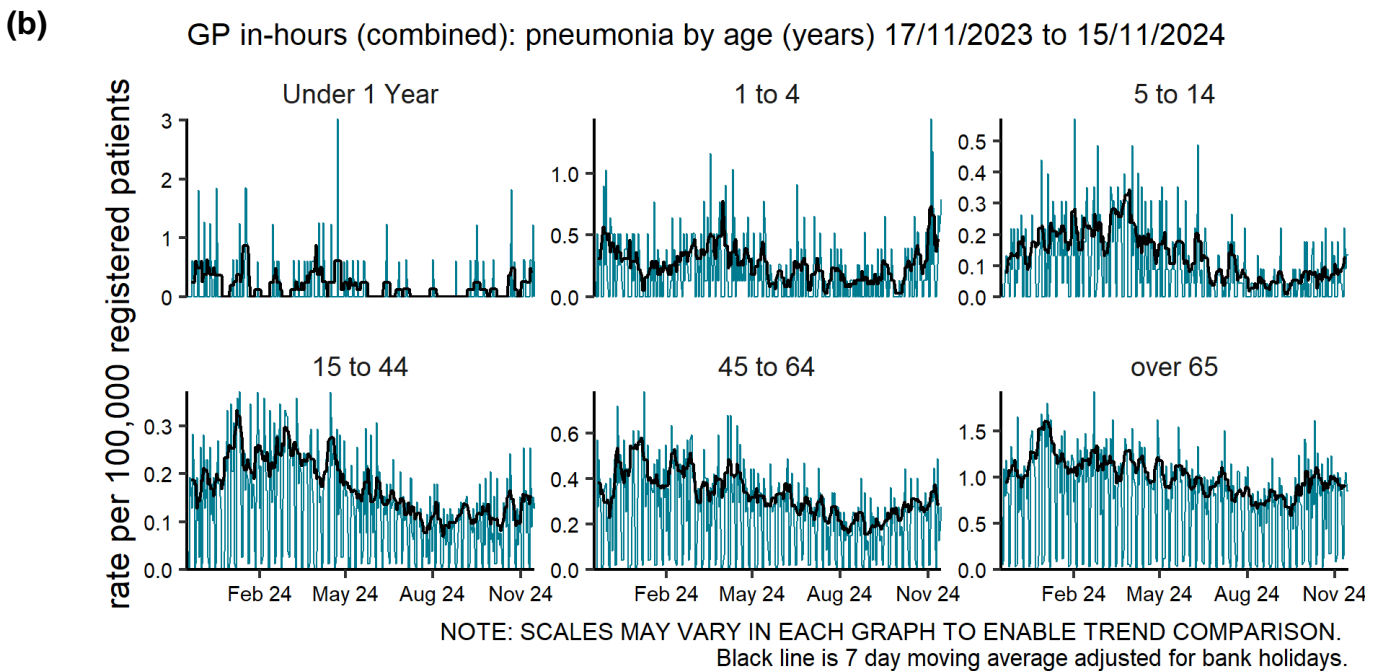 (b)
GP in-hours (combined): pneumonia by age (years) 17/11/2023 to 15/11/2024
rate per 100,000 registered patients
Under 1 Year
1 to 4
5 to 14
3
2
1
0
1.0
0.5
0.0
0.5
0.4
0.3
0.2
0.1
0.0
15 to 44
45 to 64
over 65
0.3
0.2
0.1
0.0
0.6
0.4
0.2
0.0
1.5
1.0
0.5
0.0
Feb 24 May 24 Aug 24 Nov 24
Feb 24 May 24 Aug 24 Nov 24
Feb 24 May 24 Aug 24 Nov 24
NOTE: SCALES MAY VARY IN EACH GRAPH TO ENABLE TREND COMPARISON.
Black line is 7 day moving average adjusted for bank holidays.